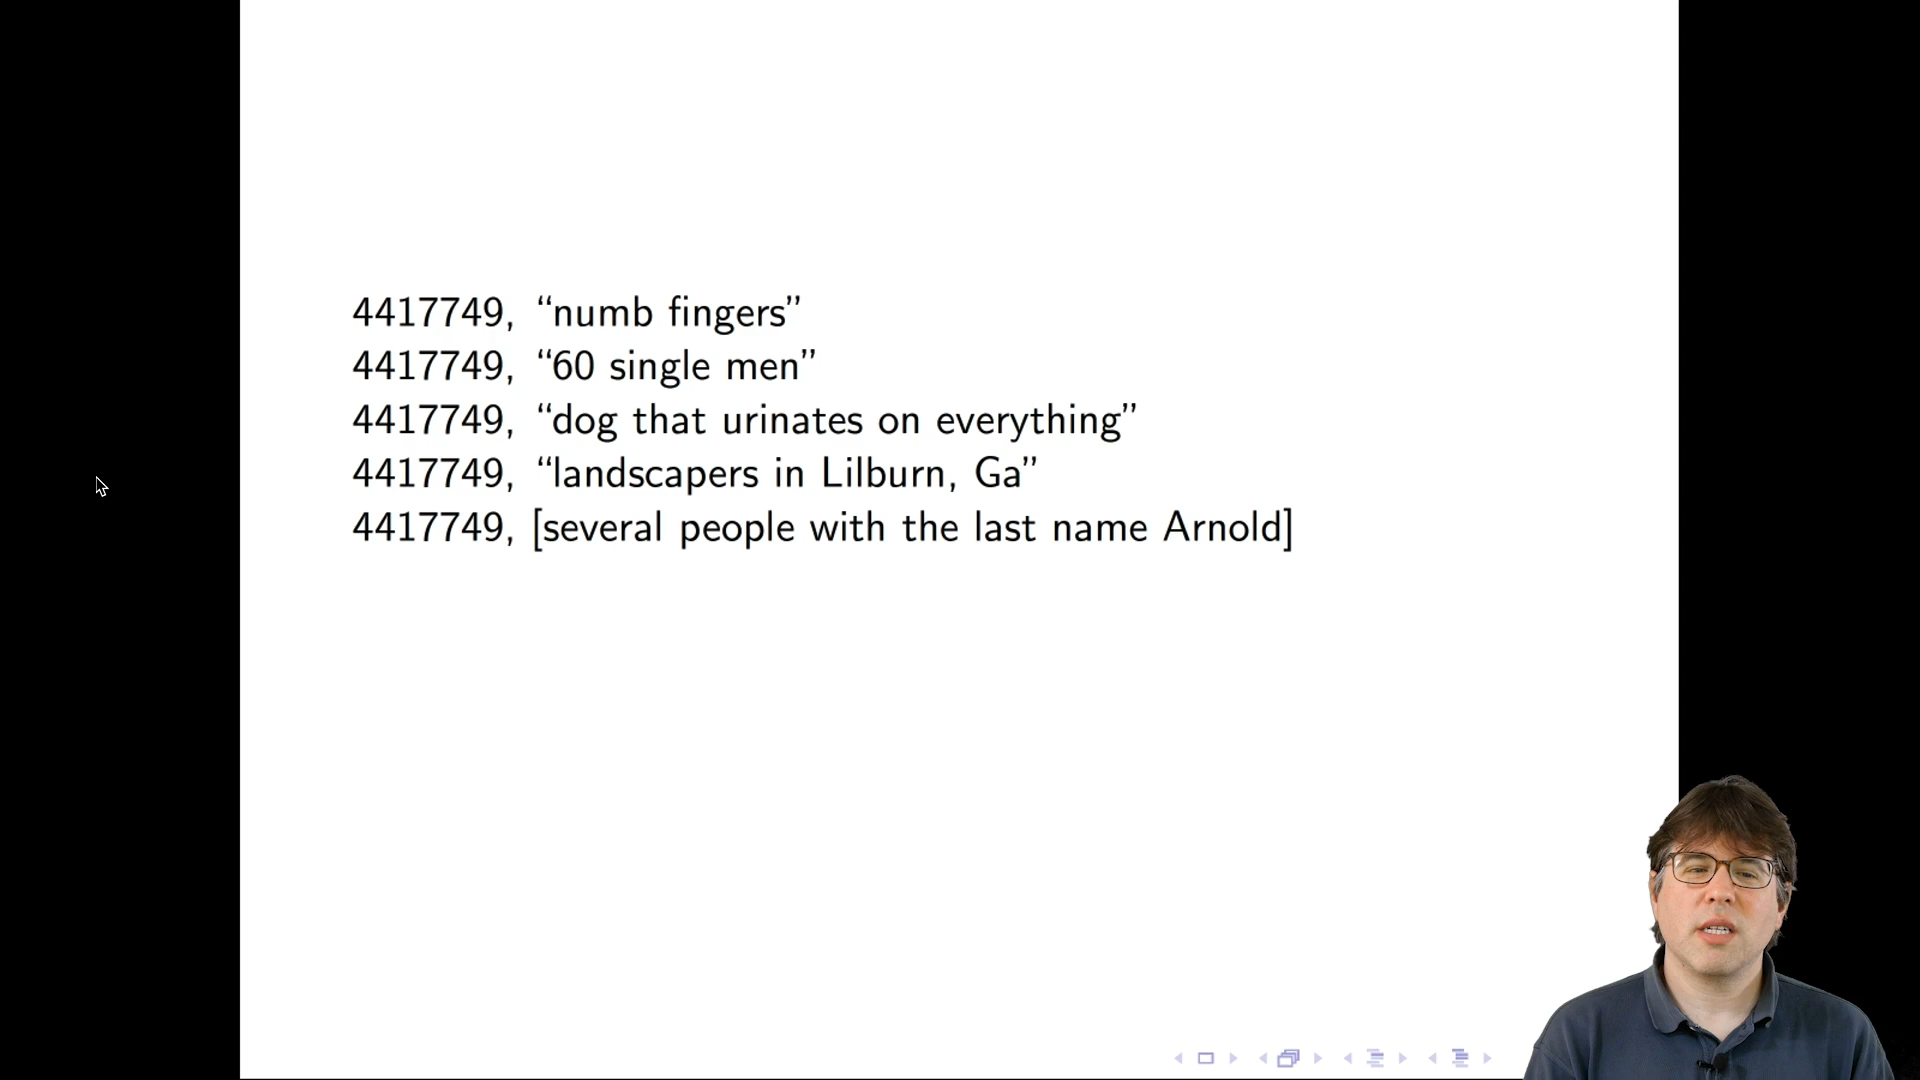 4417749, “numb fingers”
4417749, “60 single men”
4417749, “dog that urinates on everything”
4417749, “landscapers in Lilburn, Ga”
4417749, [several people with the last name Arnold]